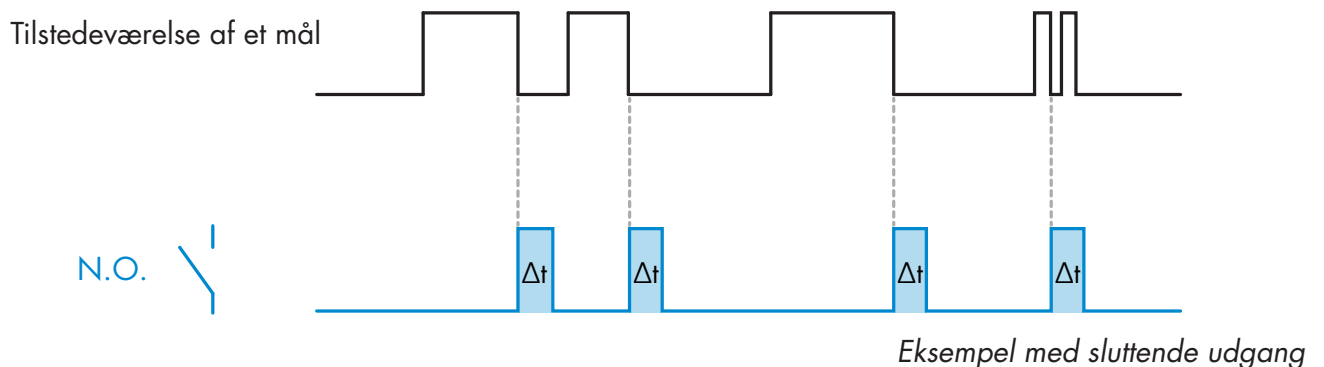 Tilstedeværelse af et mål
N.O.
Δt
Δt
Δt
Δt
Eksempel med sluttende udgang